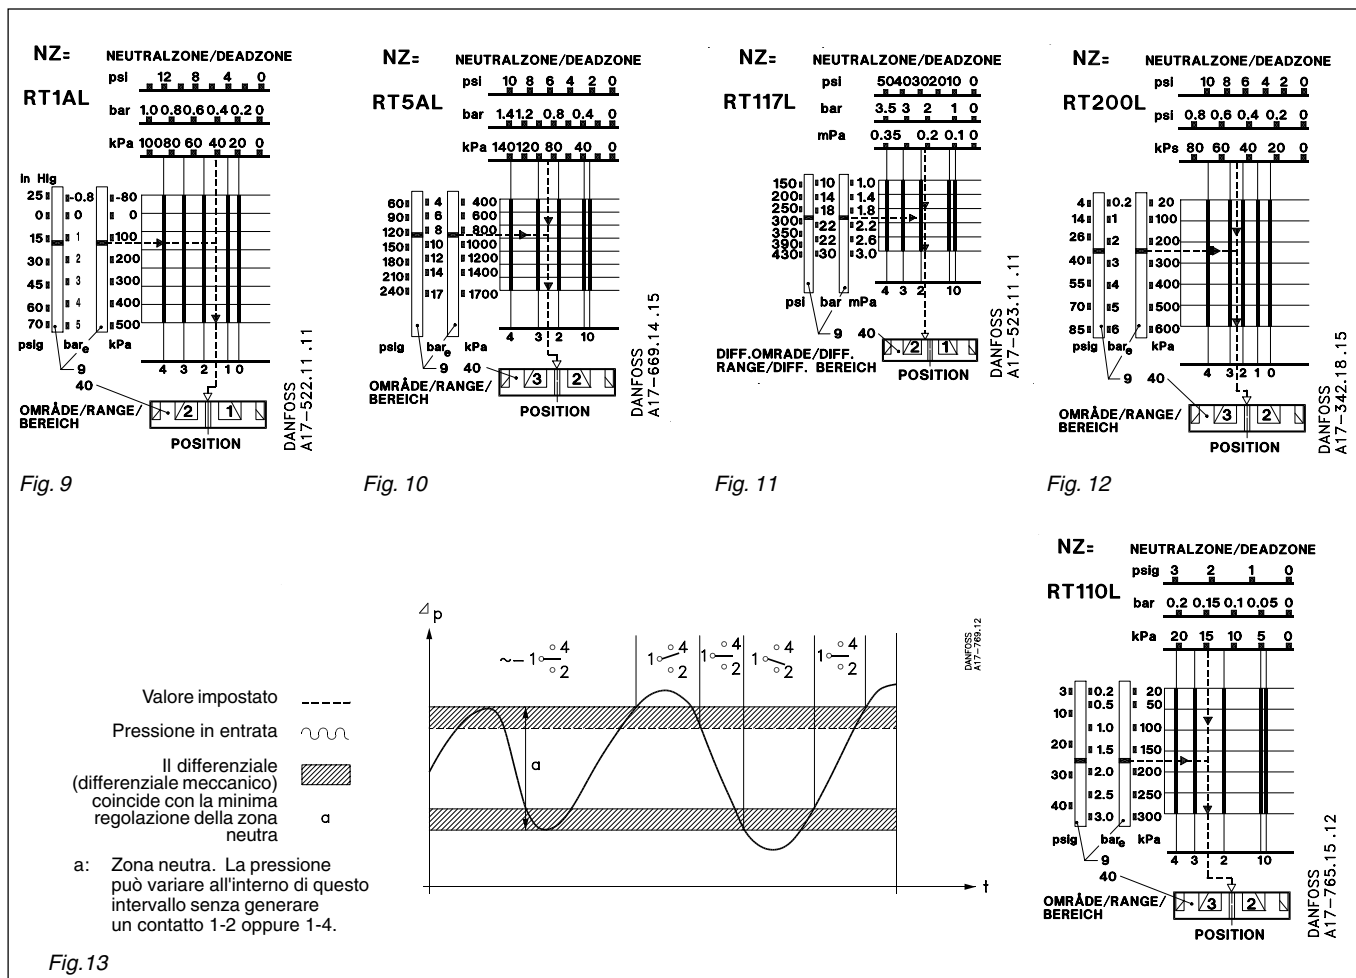 NZ= NEUTRALZONE/DEADZONE
RT1AL
psi 12 8 4 0
bar 1.0 0.8 0.6 0.4 0.2 0
kPa 100 80 60 40 20 0
In Hlg
25 -0.8 -80
0 0 0
15 1 100
30 2 200
45 3 300
60 4 400
70 5 500
psig bare kPa
4 3 2 1 0
9
40
OMRÅDE/RANGE/
BEREICH
2 1
POSITION
DANFOSS
A17-522.11.11
Fig. 9
NZ= NEUTRALZONE/DEADZONE
RT5AL
psi 10 8 6 4 2 0
bar 1.4 1.2 0.8 0.4 0
kPa 140 120 80 40 0
60 4 400
90 6 600
120 8 800
150 10 1000
180 12 1200
210 14 1400
240 17 1700
psig bare kPa
4 3 2 1 0
9
40
OMRÅDE/RANGE/
BEREICH
3 2
POSITION
DANFOSS
A17-669.14.15
Fig. 10
NZ= NEUTRALZONE/DEADZONE
RT117L
psi 50 40 30 20 10 0
bar 3.5 3 2 1 0
mPa 0.35 0.2 0.1 0
150 10 1.0
200 14 1.4
250 18 1.8
300 22 2.2
350 22 2.6
390 30 3.0
430
psi bar mPa
4 3 2 1 0
9 40
DIFF.OMRADE/DIFF.
RANGE/DIFF. BEREICH
2 1
DANFOSS
A17-523.11.11
Fig. 11
NZ= NEUTRALZONE/DEADZONE
RT200L
psi 10 8 6 4 2 0
psi 0.8 0.6 0.4 0.2 0
kPs 80 60 40 20 0
4 0.2 20
14 1 100
26 2 200
40 3 300
55 4 400
70 5 500
85 6 600
psig bare kPa
4 3 2 1 0
9 40
OMRÅDE/RANGE/
BEREICH
3 2
POSITION
DANFOSS
A17-342.18.15
Fig. 12
NZ= NEUTRALZONE/DEADZONE
RT110L
psig 3 2 1 0
bar 0.2 0.15 0.1 0.05 0
kPa 20 15 10 5 0
3 0.2 20
0.5 50
10 1.0 100
20 1.5 150
30 2.0 200
2.5 250
40 3.0 300
psig bare kPa
4 3 2 1 0
9
40
OMRÅDE/RANGE/
BEREICH
3 2
POSITION
DANFOSS
A17-765.15.12
⊿ p
~– 1 4 2
1 4 2
1 4 2
1 4 2
1 4 2
a
t
DANFOSS
A17-769.12
Valore impostato
Pressione in entrata
Il differenziale
(differenziale meccanico)
coincide con la minima
regolazione della zona
neutra
a
a: Zona neutra. La pressione
può variare all'interno di questo
intervallo senza generare
un contatto 1-2 oppure 1-4.
Fig.13